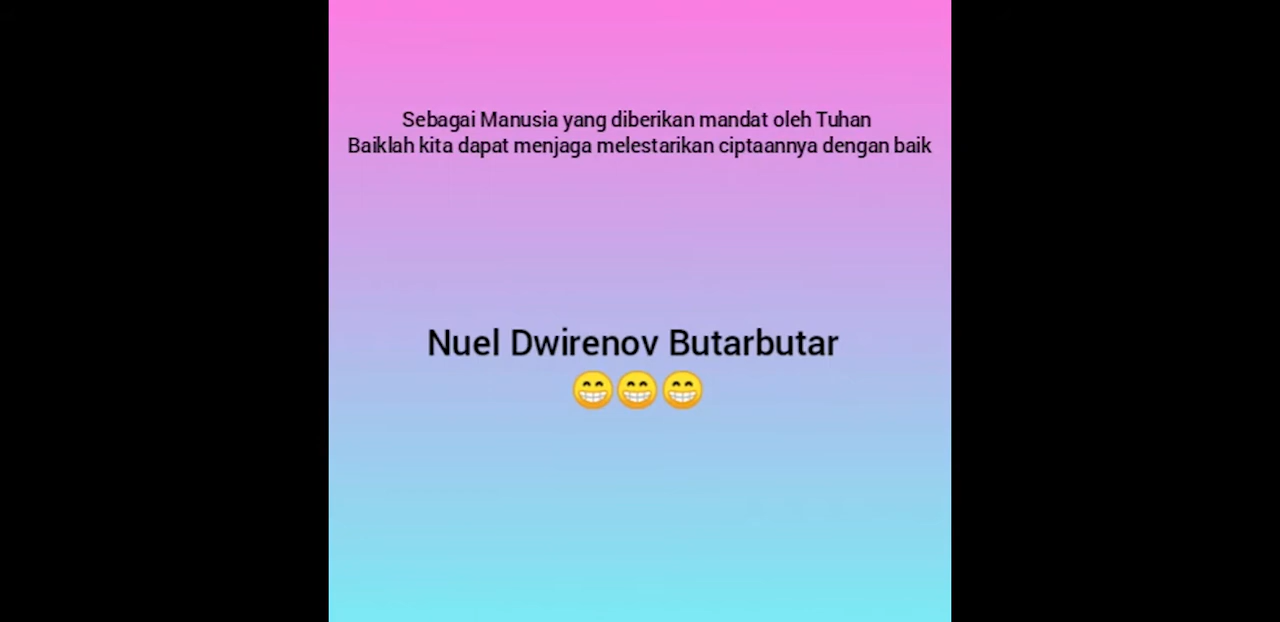 Sebagai Manusia yang diberikan mandat oleh Tuhan
Baiklah kita dapat menjaga melestarikan ciptaannya dengan baik
Nuel Dwirenov Butarbutar
😁😁😁